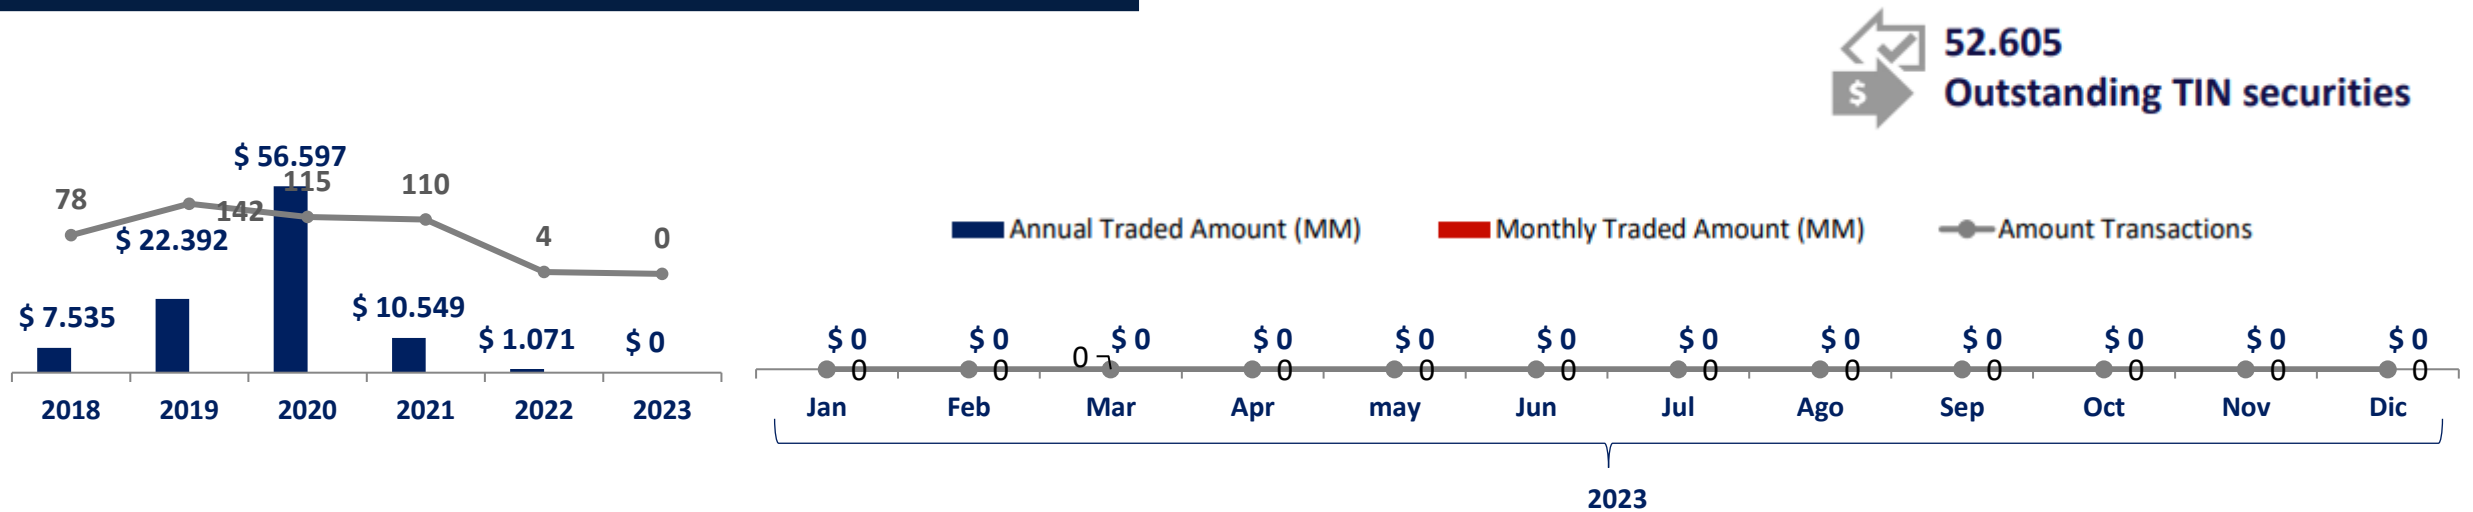 52.605
Outstanding TIN securities
$ 56.597
78
115
110
142
$ 22.392
4
0
Annual Traded Amount (MM)
Monthly Traded Amount (MM)
Amount Transactions
$ 7.535
$ 10.549
$ 1.071
$ 0
$ 0 $ 0 $ 0 $ 0 $ 0 $ 0 $ 0 $ 0 $ 0 $ 0 $ 0 $ 0
0 0 0 0 0 0 0 0 0 0 0 0
2018 2019 2020 2021 2022 2023
Jan Feb Mar Apr may Jun Jul Ago Sep Oct Nov Dic
2023